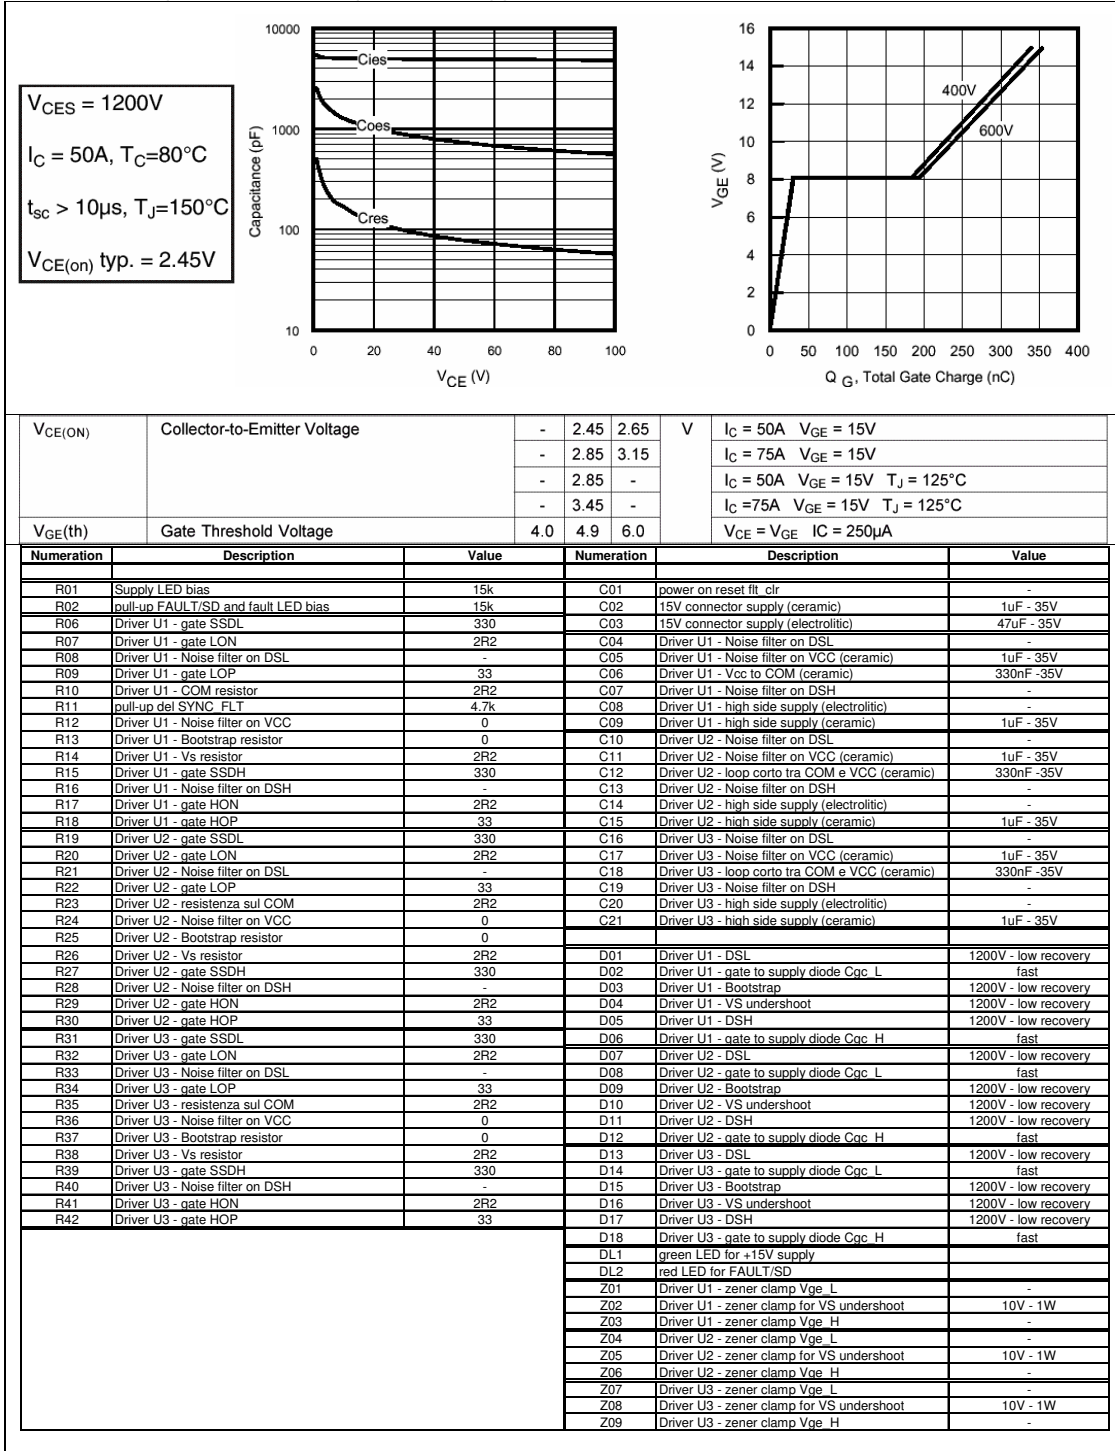 V_CES = 1200V
I_C = 50A, T_C=80°C
t_sc > 10µs, T_J=150°C
V_CE(on) typ. = 2.45V
Capacitance (pF)
10000
1000
100
10
Cies
Coes
Cres
0 20 40 60 80 100
V_CE (V)
V_GE (V)
16
14
12
10
8
6
4
2
0
400V
600V
0 50 100 150 200 250 300 350 400
Q_G, Total Gate Charge (nC)
V_CE(ON) Collector-to-Emitter Voltage - 2.45 2.65 V I_C = 50A V_GE = 15V
- 2.85 3.15 I_C = 75A V_GE = 15V
- 2.85 - I_C = 50A V_GE = 15V T_J = 125°C
- 3.45 - I_C =75A V_GE = 15V T_J = 125°C
V_GE(th) Gate Threshold Voltage 4.0 4.9 6.0 V_CE = V_GE IC = 250µA
Numeration Description Value
R01 Supply LED bias 15k
R02 pull-up FAULT/SD and fault LED bias 15k
R06 Driver U1 - gate SSDL 330
R07 Driver U1 - gate LON 2R2
R08 Driver U1 - Noise filter on DSL -
R09 Driver U1 - gate LOP 33
R10 Driver U1 - COM resistor 2R2
R11 pull-up del SYNC_FLT 4.7k
R12 Driver U1 - Noise filter on VCC 0
R13 Driver U1 - Bootstrap resistor 0
R14 Driver U1 - Vs resistor 2R2
R15 Driver U1 - gate SSDH 330
R16 Driver U1 - Noise filter on DSH -
R17 Driver U1 - gate HON 2R2
R18 Driver U1 - gate HOP 33
R19 Driver U2 - gate SSDL 330
R20 Driver U2 - gate LON 2R2
R21 Driver U2 - Noise filter on DSL -
R22 Driver U2 - gate LOP 33
R23 Driver U2 - resistenza sul COM 2R2
R24 Driver U2 - Noise filter on VCC 0
R25 Driver U2 - Bootstrap resistor 0
R26 Driver U2 - Vs resistor 2R2
R27 Driver U2 - gate SSDH 330
R28 Driver U2 - Noise filter on DSH -
R29 Driver U2 - gate HON 2R2
R30 Driver U2 - gate HOP 33
R31 Driver U3 - gate SSDL 330
R32 Driver U3 - gate LON 2R2
R33 Driver U3 - Noise filter on DSL -
R34 Driver U3 - gate LOP 33
R35 Driver U3 - resistenza sul COM 2R2
R36 Driver U3 - Noise filter on VCC 0
R37 Driver U3 - Bootstrap resistor 0
R38 Driver U3 - Vs resistor 2R2
R39 Driver U3 - gate SSDH 330
R40 Driver U3 - Noise filter on DSH -
R41 Driver U3 - gate HON 2R2
R42 Driver U3 - gate HOP 33
Numeration Description Value
C01 power on reset flt_clr -
C02 15V connector supply (ceramic) 1uF - 35V
C03 15V connector supply (electrolitic) 47uF - 35V
C04 Driver U1 - Noise filter on DSL -
C05 Driver U1 - Noise filter on VCC (ceramic) 1uF - 35V
C06 Driver U1 - Vcc to COM (ceramic) 330nF -35V
C07 Driver U1 - Noise filter on DSH -
C08 Driver U1 - high side supply (electrolitic) -
C09 Driver U1 - high side supply (ceramic) 1uF - 35V
C10 Driver U2 - Noise filter on DSL -
C11 Driver U2 - Noise filter on VCC (ceramic) 1uF - 35V
C12 Driver U2 - loop corto tra COM e VCC (ceramic) 330nF -35V
C13 Driver U2 - Noise filter on DSH -
C14 Driver U2 - high side supply (electrolitic) -
C15 Driver U2 - high side supply (ceramic) 1uF - 35V
C16 Driver U3 - Noise filter on DSL -
C17 Driver U3 - Noise filter on VCC (ceramic) 1uF - 35V
C18 Driver U3 - loop corto tra COM e VCC (ceramic) 330nF -35V
C19 Driver U3 - Noise filter on DSH -
C20 Driver U3 - high side supply (electrolitic) -
C21 Driver U3 - high side supply (ceramic) 1uF - 35V
D01 Driver U1 - DSL 1200V - low recovery
D02 Driver U1 - gate to supply diode Cgc_L fast
D03 Driver U1 - Bootstrap 1200V - low recovery
D04 Driver U1 - VS undershoot 1200V - low recovery
D05 Driver U1 - DSH 1200V - low recovery
D06 Driver U1 - gate to supply diode Cgc_H fast
D07 Driver U2 - DSL 1200V - low recovery
D08 Driver U2 - gate to supply diode Cgc_L fast
D09 Driver U2 - Bootstrap 1200V - low recovery
D10 Driver U2 - VS undershoot 1200V - low recovery
D11 Driver U2 - DSH 1200V - low recovery
D12 Driver U2 - gate to supply diode Cgc_H fast
D13 Driver U3 - DSL 1200V - low recovery
D14 Driver U3 - gate to supply diode Cgc_L fast
D15 Driver U3 - Bootstrap 1200V - low recovery
D16 Driver U3 - VS undershoot 1200V - low recovery
D17 Driver U3 - DSH 1200V - low recovery
D18 Driver U3 - gate to supply diode Cgc_H fast
DL1 green LED for +15V supply
DL2 red LED for FAULT/SD
Z01 Driver U1 - zener clamp Vge_L -
Z02 Driver U1 - zener clamp for VS undershoot 10V - 1W
Z03 Driver U1 - zener clamp Vge_H -
Z04 Driver U2 - zener clamp Vge_L -
Z05 Driver U2 - zener clamp for VS undershoot 10V - 1W
Z06 Driver U2 - zener clamp Vge_H -
Z07 Driver U3 - zener clamp Vge_L -
Z08 Driver U3 - zener clamp for VS undershoot 10V - 1W
Z09 Driver U3 - zener clamp Vge_H -